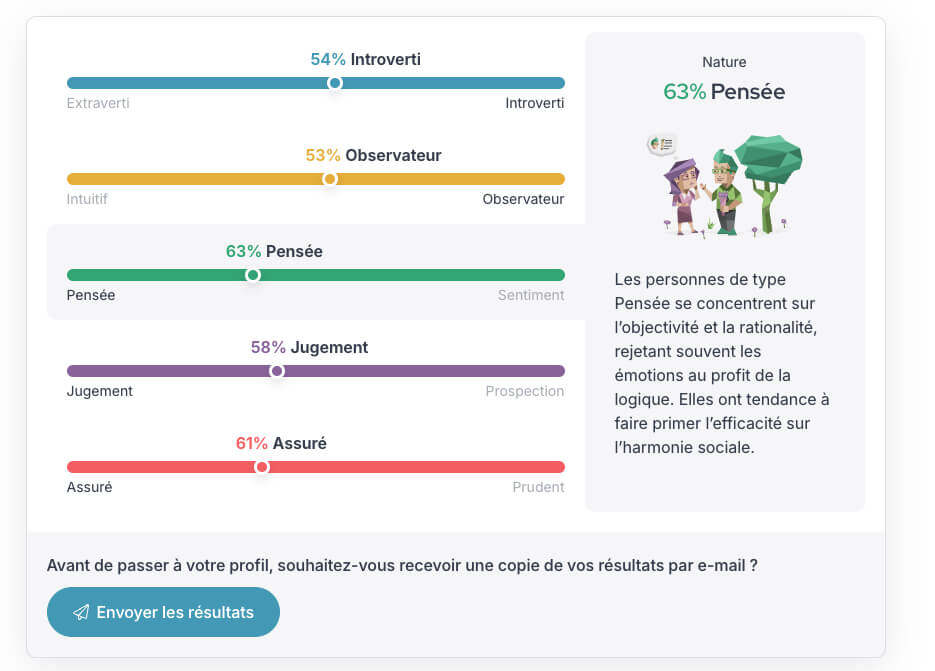 54% Introverti
Extraverti
Introverti
53% Observateur
Intuitif
Observateur
63% Pensée
Pensée
Sentiment
58% Jugement
Jugement
Prospection
61% Assuré
Assuré
Prudent
Nature
63% Pensée
Les personnes de type
Pensée se concentrent sur
l’objectivité et la rationalité,
rejetant souvent les
émotions au profit de la
logique. Elles ont tendance à
faire primer l’efficacité sur
l’harmonie sociale.
Avant de passer à votre profil, souhaitez-vous recevoir une copie de vos résultats par e-mail ?
Envoyer les résultats